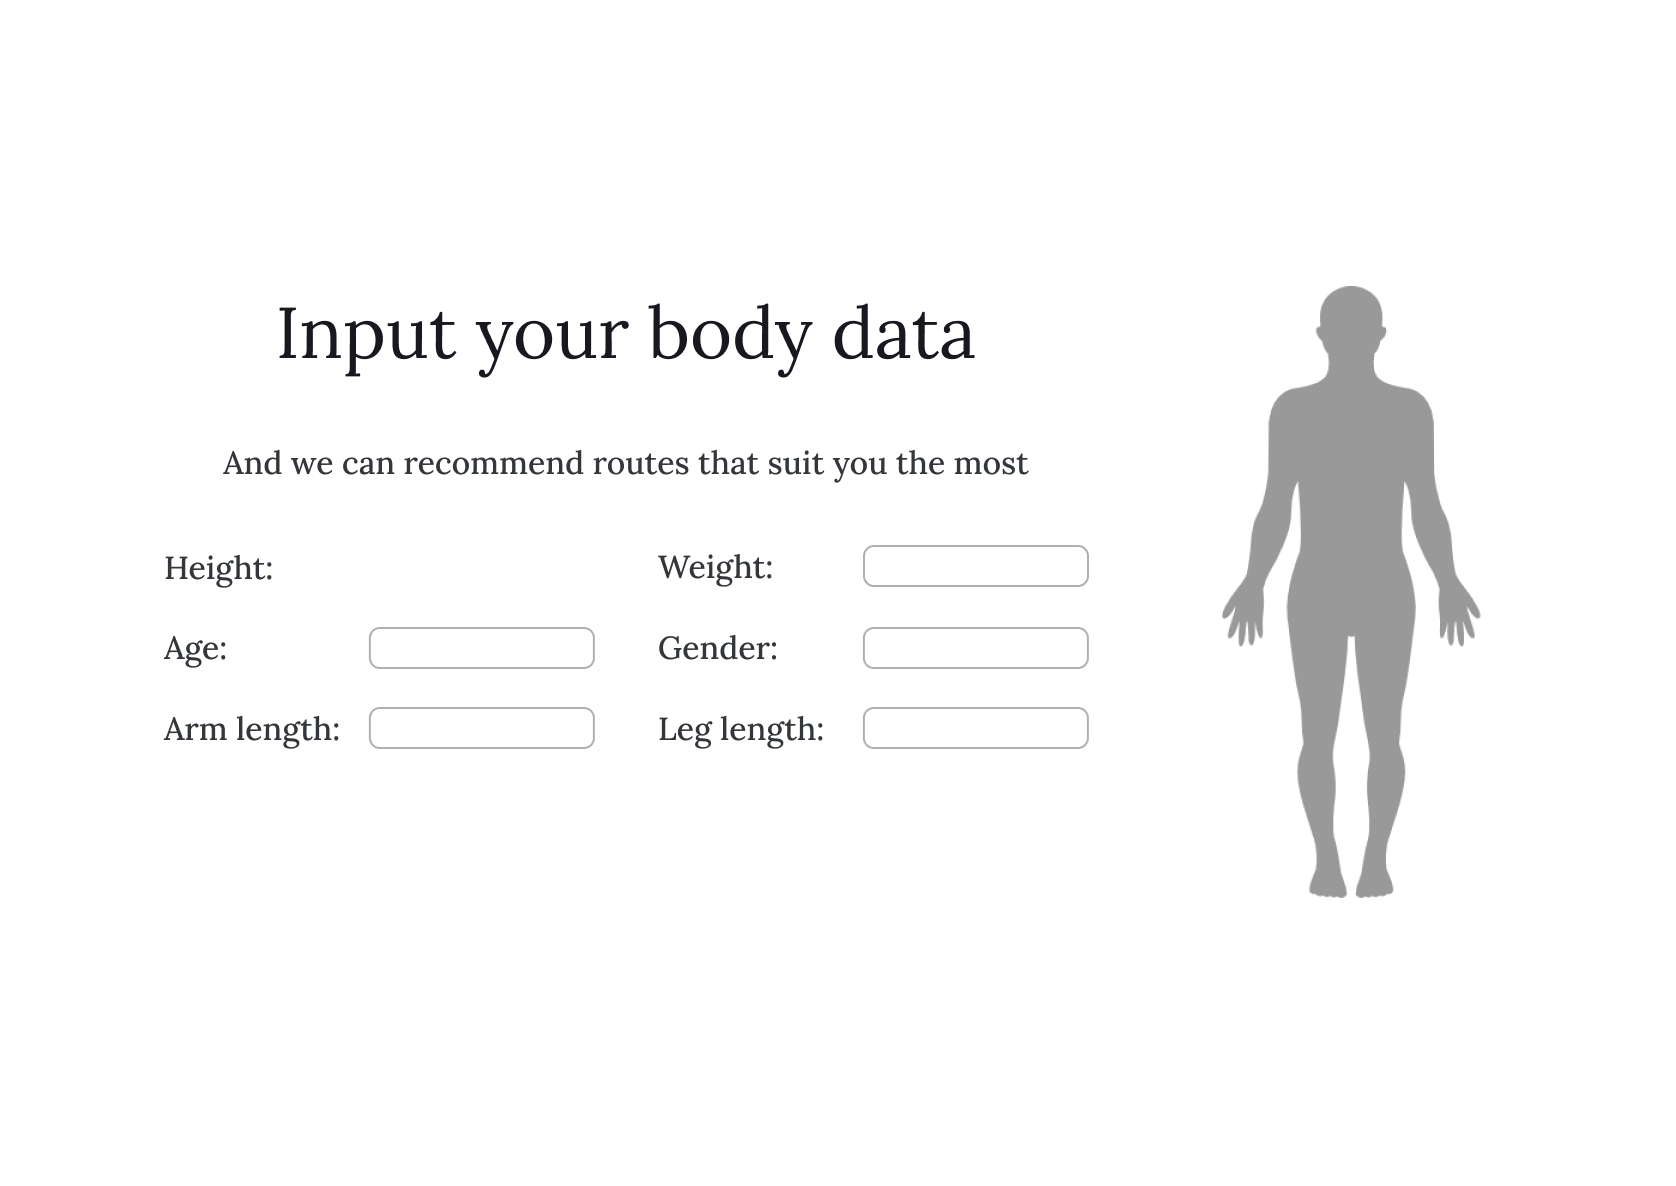 Input your body data
And we can recommend routes that suit you the most
Height:
Weight:
Age:
Gender:
Arm length:
Leg length: